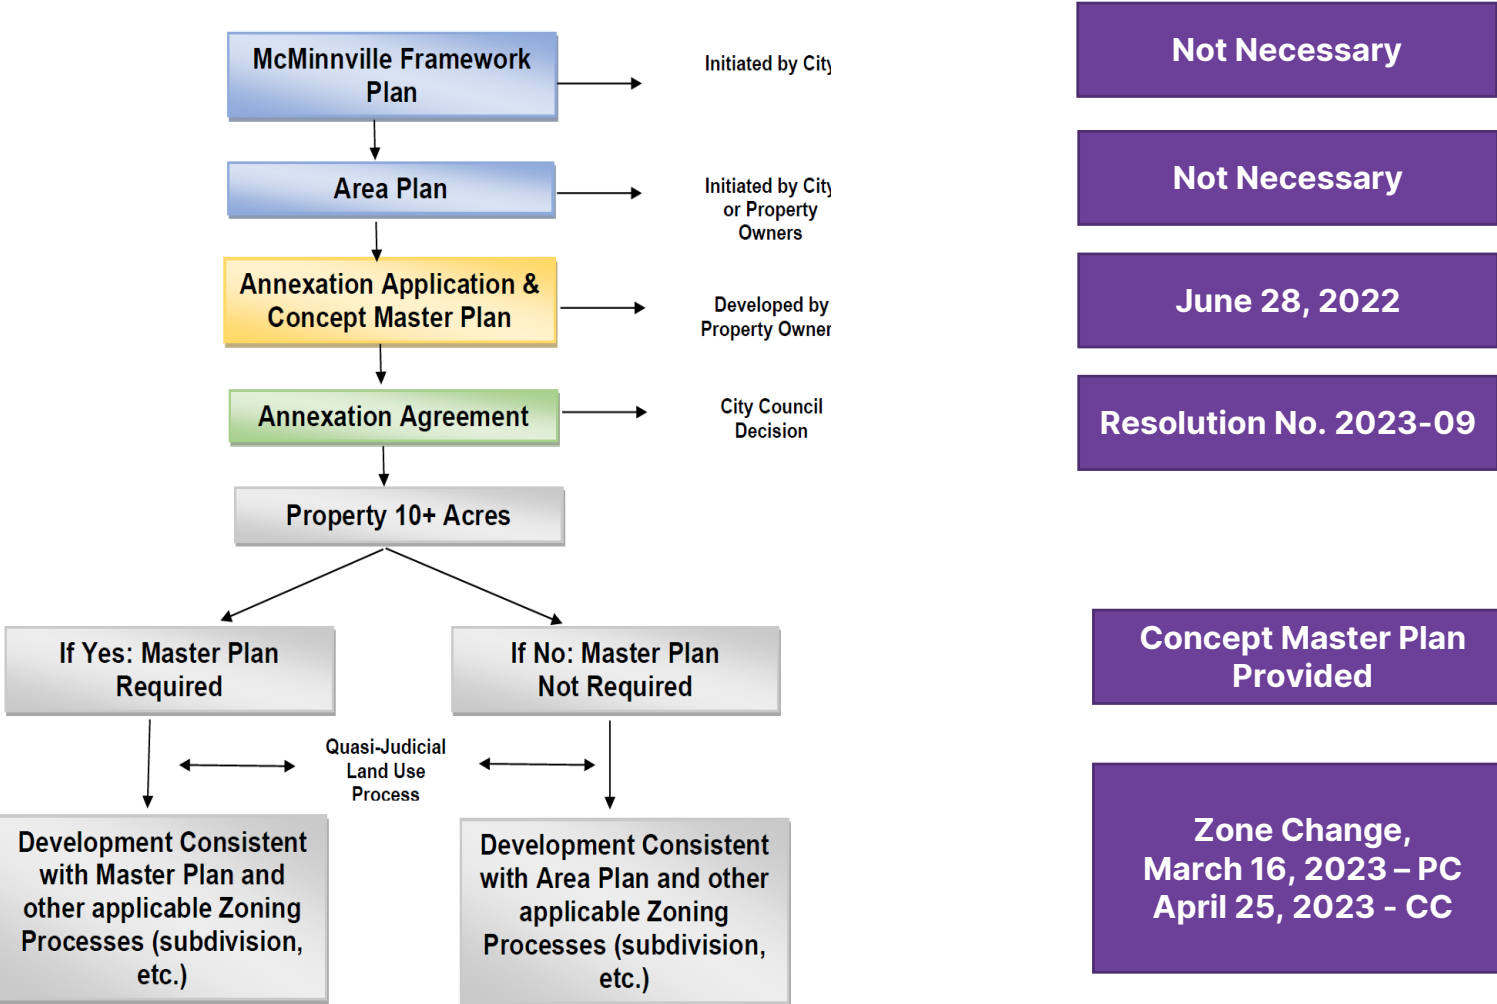 McMinnville Framework
Plan
Initiated by City
Not Necessary
Area Plan
Initiated by City
or Property
Owners
Not Necessary
Annexation Application &
Concept Master Plan
Developed by
Property Owner
June 28, 2022
Annexation Agreement
City Council
Decision
Resolution No. 2023-09
Property 10+ Acres
If Yes: Master Plan
Required
If No: Master Plan
Not Required
Concept Master Plan
Provided
Quasi-Judicial
Land Use
Process
Development Consistent
with Master Plan and
other applicable Zoning
Processes (subdivision,
etc.)
Development Consistent
with Area Plan and other
applicable Zoning
Processes (subdivision,
etc.)
Zone Change,
March 16, 2023 – PC
April 25, 2023 - CC